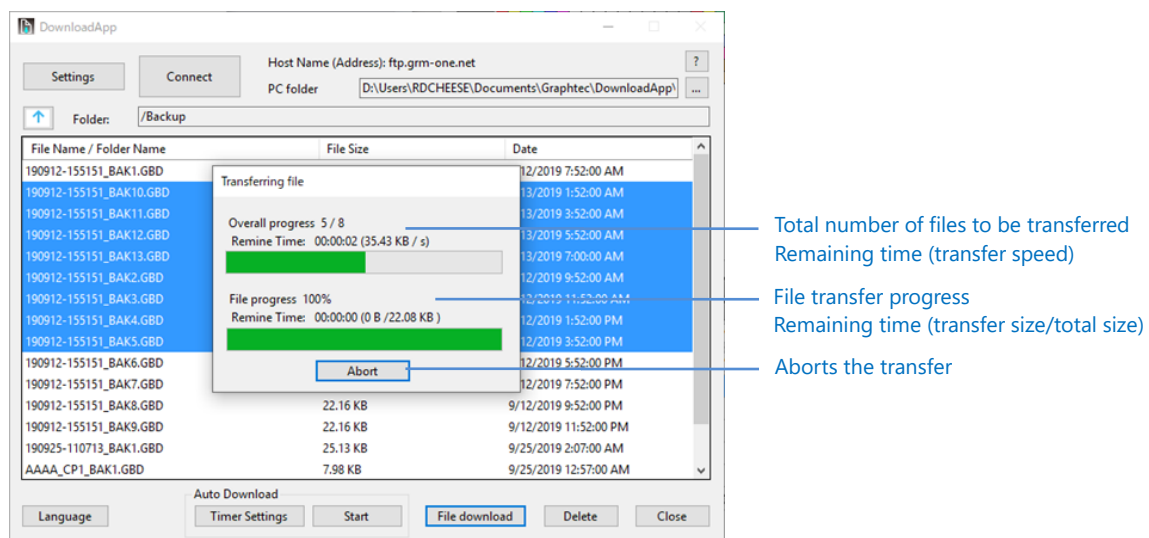 DownloadApp
Settings
Connect
Host Name (Address): ftp.grm-one.net
?
PC folder
D:\Users\RDCHEESE\Documents\Graphtec\DownloadApp\
...
Folder:
/Backup
File Name / Folder Name File Size Date
190912-155151_BAK1.GBD 12/2019 7:52:00 AM
190912-155151_BAK10.GBD 13/2019 1:52:00 AM
190912-155151_BAK11.GBD 13/2019 3:52:00 AM
190912-155151_BAK12.GBD 13/2019 5:52:00 AM
190912-155151_BAK13.GBD 13/2019 7:00:00 AM
190912-155151_BAK2.GBD 12/2019 9:52:00 AM
190912-155151_BAK3.GBD 12/2019 11:52:00 AM
190912-155151_BAK4.GBD 12/2019 1:52:00 PM
190912-155151_BAK5.GBD 12/2019 3:52:00 PM
190912-155151_BAK6.GBD 12/2019 5:52:00 PM
190912-155151_BAK7.GBD 12/2019 7:52:00 PM
190912-155151_BAK8.GBD 22.16 KB 9/12/2019 9:52:00 PM
190912-155151_BAK9.GBD 22.16 KB 9/12/2019 11:52:00 PM
190925-110713_BAK1.GBD 25.13 KB 9/25/2019 2:07:00 AM
AAAA_CP1_BAK1.GBD 7.98 KB 9/25/2019 12:57:00 AM
Transferring file
Overall progress 5 / 8
Remine Time: 00:00:02 (35.43 KB / s)
File progress 100%
Remine Time: 00:00:00 (0 B /22.08 KB )
Abort
Language
Auto Download
Timer Settings
Start
File download
Delete
Close
Total number of files to be transferred
Remaining time (transfer speed)
File transfer progress
Remaining time (transfer size/total size)
Aborts the transfer